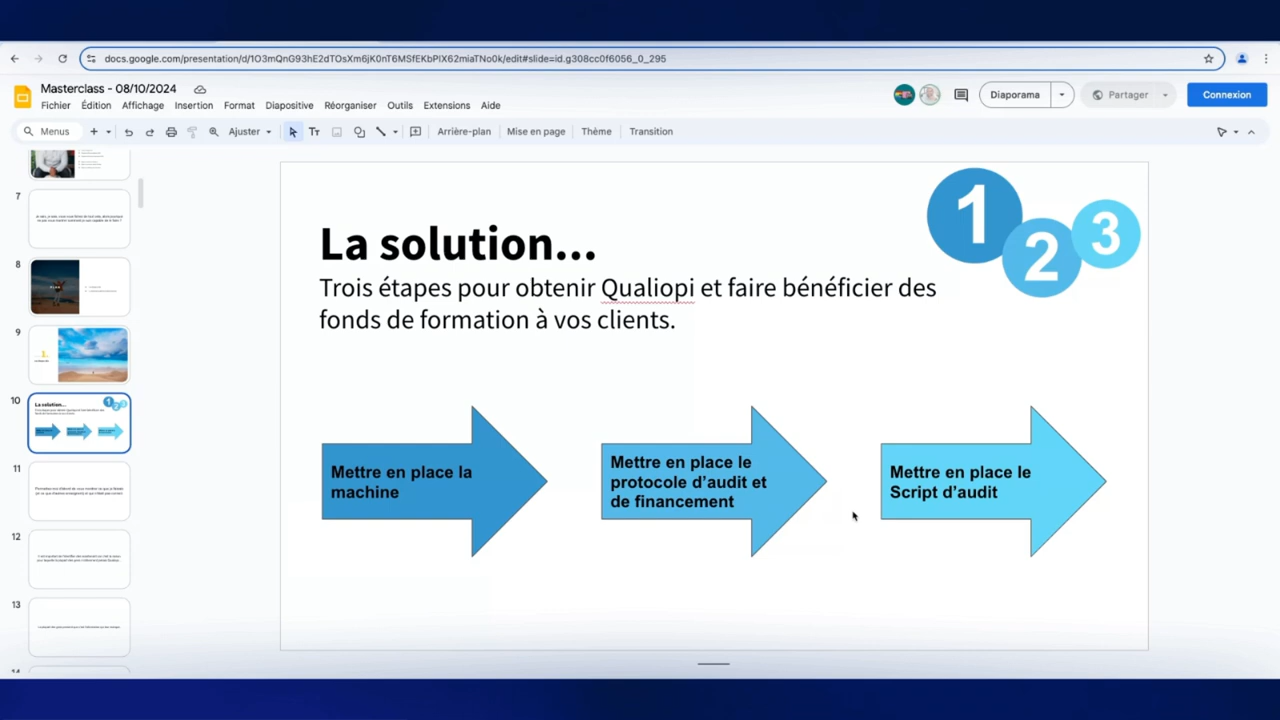 docs.google.com/presentation/d/1O3mQnG93hE2dTOsXm6jK0nT6MSfEKbPIX62miaTNo0k/edit#slide=id.g308cc0f6056_0_295
Masterclass - 08/10/2024
Fichier Édition Affichage Insertion Format Diapositive Réorganiser Outils Extensions Aide
Diaporama
Partager
Connexion
Menus
Ajuster
Arrière-plan
Mise en page
Thème
Transition
7
8
9
10
La solution...
11
12
13
1
2
3
La solution...
Trois étapes pour obtenir Qualiopi et faire bénéficier des
fonds de formation à vos clients.
Mettre en place la
machine
Mettre en place le
protocole d'audit et
de financement
Mettre en place le
Script d'audit